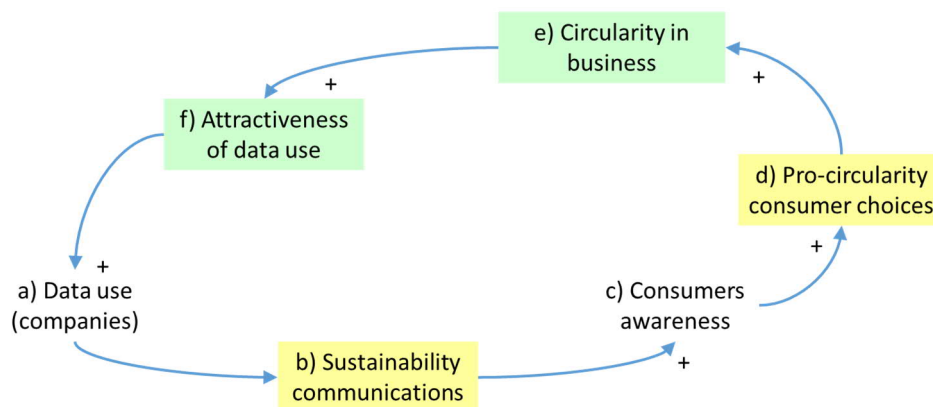 e) Circularity in
business
+
+
f) Attractiveness
of data use
d) Pro-circularity
consumer choices
+
+
a) Data use
(companies)
c) Consumers
awareness
b) Sustainability
communications
+